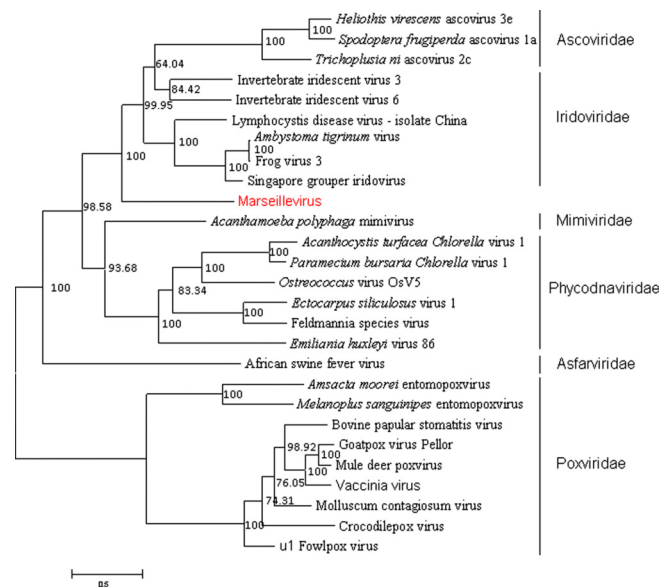 Heliothis virescens ascovirus 3e
100
Spodoptera frugiperda ascovirus 1a
Ascoviridae
100
Trichoplusia ni ascovirus 2c
64.04
Invertebrate iridescent virus 3
84.42
99.95
Invertebrate iridescent virus 6
Lymphocystis disease virus - isolate China
Iridoviridae
Ambystoma tigrinum virus
100
100
100
Frog virus 3
100
Singapore grouper iridovirus
Marseillevirus
98.58
Acanthamoeba polyphaga mimivirus
Mimiviridae
Acanthocystis turfacea Chlorella virus 1
100
Paramecium bursaria Chlorella virus 1
93.68
100
100
Ostreococcus virus OsV5
83.34
Phycodnaviridae
Ectocarpus siliculosus virus 1
100
Feldmannia species virus
100
Emiliania huxleyi virus 86
African swine fever virus
Asfarviridae
Amsacta moorei entomopoxvirus
100
Melanoplus sanguinipes entomopoxvirus
Bovine papular stomatitis virus
98.92
Goatpox virus Pellor
100
Mule deer poxvirus
100
Poxviridae
76.05
Vaccinia virus
74.31
Molluscum contagiosum virus
100
Crocodilepox virus
u1 Fowlpox virus
ns